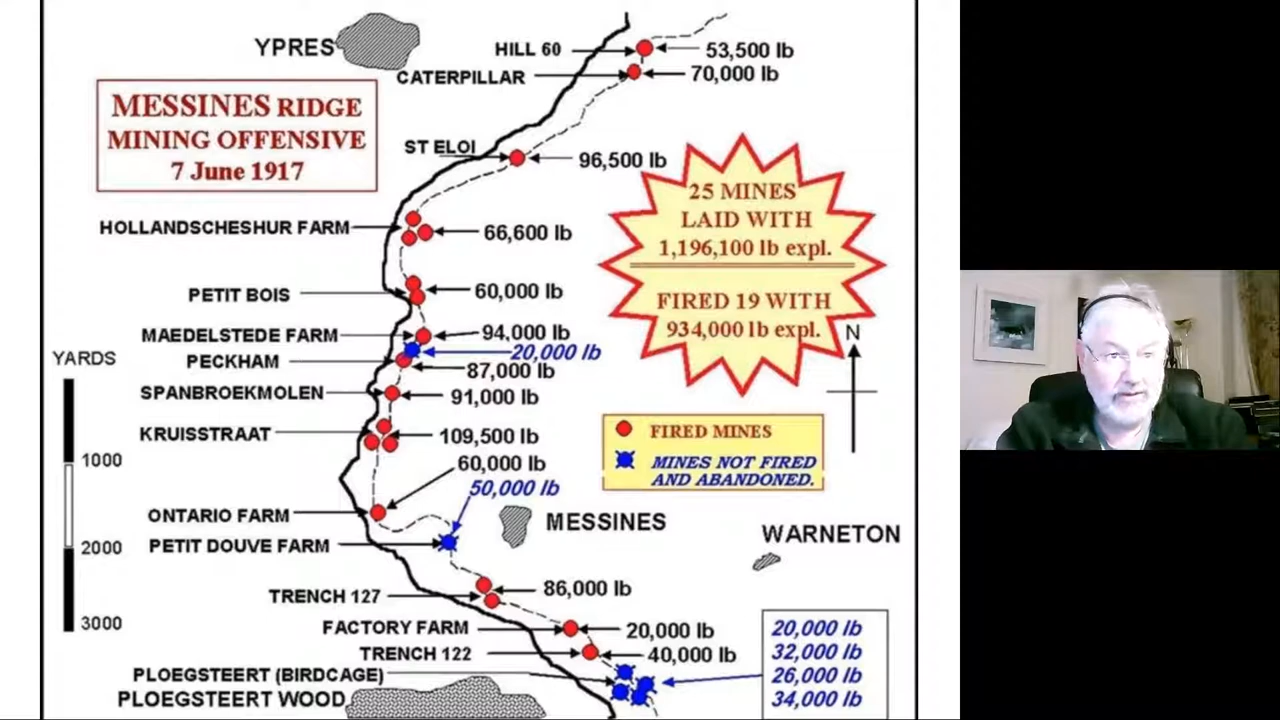 YPRES
HILL 60
53,500 lb
CATERPILLAR
70,000 lb
MESSINES RIDGE
MINING OFFENSIVE
7 June 1917
ST ELOI
96,500 lb
25 MINES
LAID WITH
1,196,100 lb expl.
FIRED 19 WITH
934,000 lb expl.
HOLLANDSCHESHUR FARM
66,600 lb
PETIT BOIS
60,000 lb
N
MAEDELSTEDE FARM
94,000 lb
20,000 lb
YARDS
PECKHAM
87,000 lb
SPANBROEKMOLEN
91,000 lb
KRUISSTRAAT
109,500 lb
FIRED MINES
MINES NOT FIRED
AND ABANDONED.
1000
60,000 lb
50,000 lb
ONTARIO FARM
MESSINES
WARNETON
PETIT DOUVE FARM
2000
TRENCH 127
86,000 lb
3000
FACTORY FARM
20,000 lb
TRENCH 122
40,000 lb
PLOEGSTEERT (BIRDCAGE)
PLOEGSTEERT WOOD
20,000 lb
32,000 lb
26,000 lb
34,000 lb